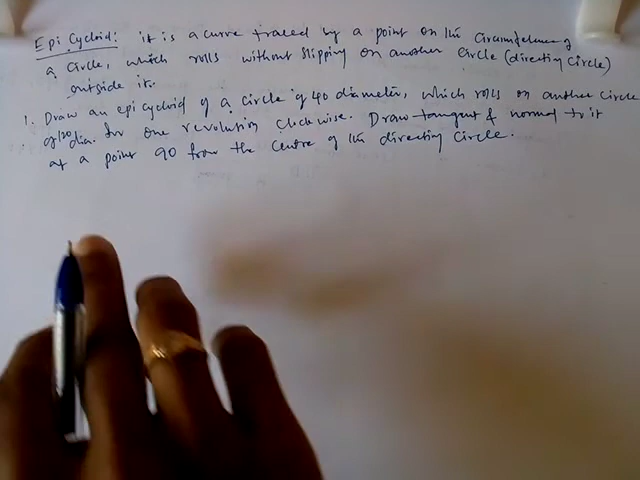 Epi Cycloid: it is a curve traced by a point on the Circumference of
a Circle, which rolls without Slipping on another Circle (directing Circle)
outside it.
1. Draw an epicycloid of a circle of 40 diameter, which rolls on another circle
of 120 dia. for one revolution clockwise. Draw tangent & normal to it
at a point 90 from the centre of the directing circle.